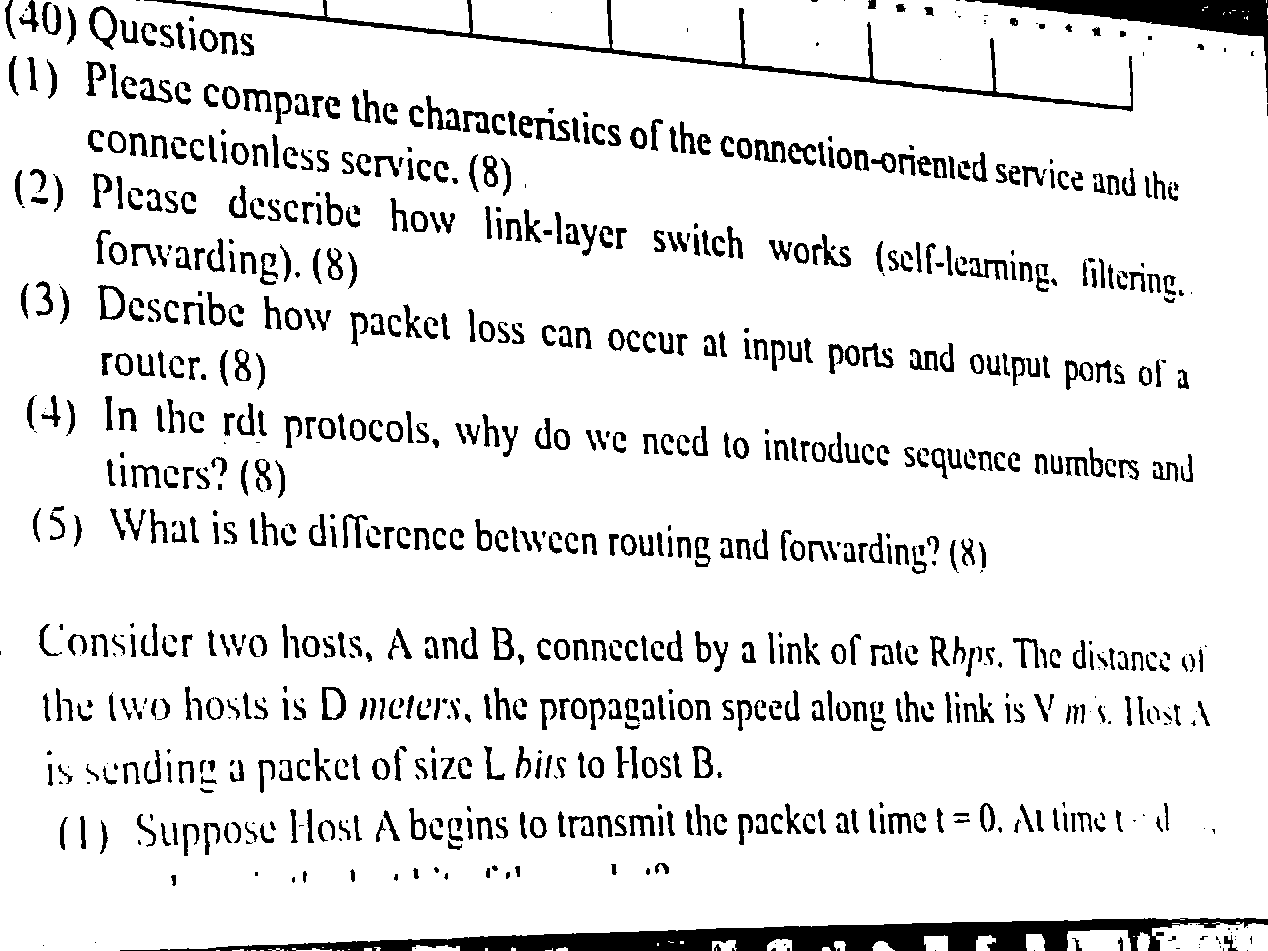 (40) Questions
(1) Please compare the characteristics of the connection-oriented service and the
connectionless service. (8)
(2) Please describe how link-layer switch works (self-learning, filtering,
forwarding). (8)
(3) Describe how packet loss can occur at input ports and output ports of a
router. (8)
(4) In the rdt protocols, why do we need to introduce sequence numbers and
timers? (8)
(5) What is the difference between routing and forwarding? (8)
Consider two hosts, A and B, connected by a link of rate Rbps. The distance of
the two hosts is D meters, the propagation speed along the link is V m/s. Host A
is sending a packet of size L bits to Host B.
(1) Suppose Host A begins to transmit the packet at time t = 0. At time t = d